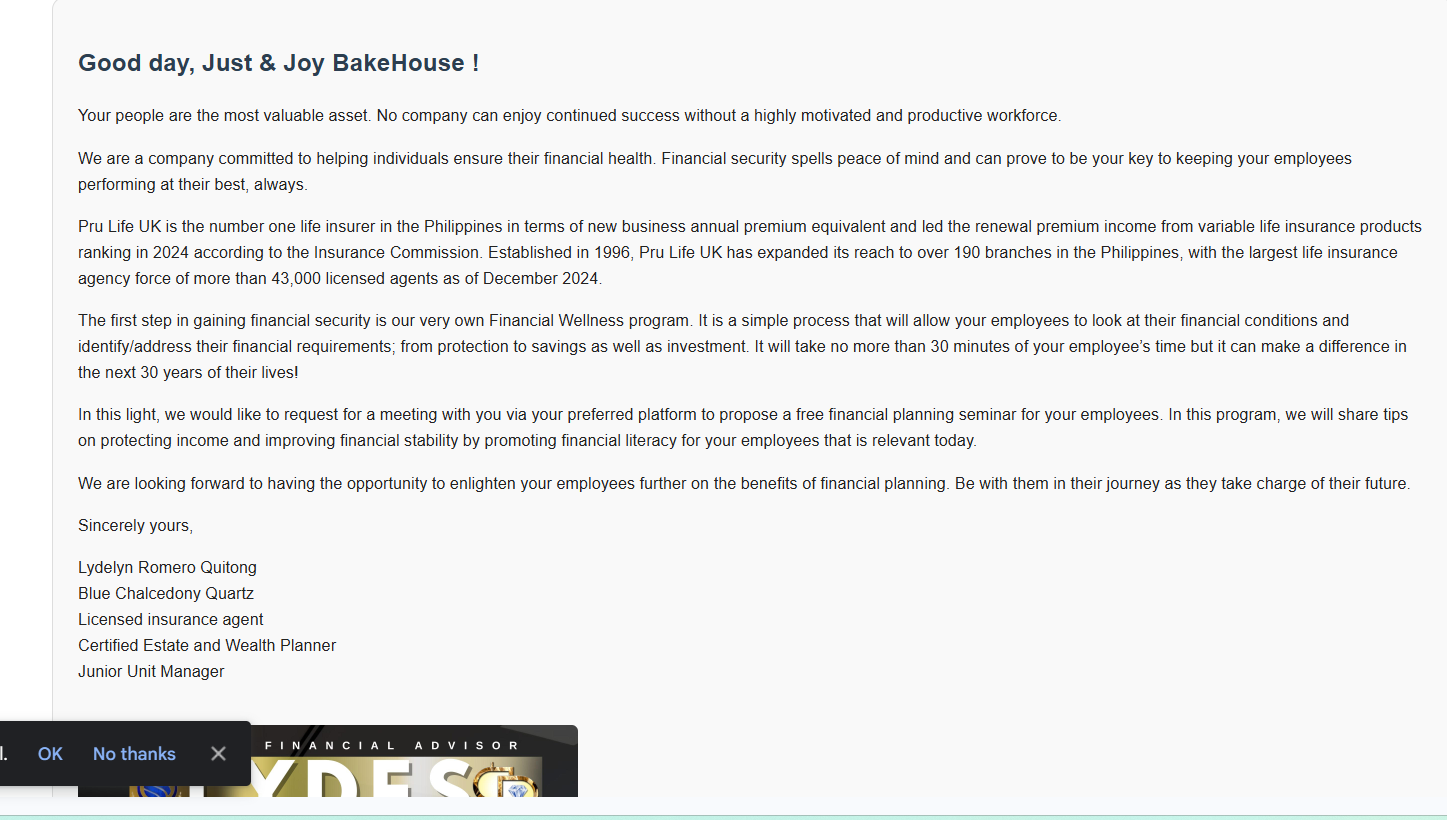 Good day, Just & Joy BakeHouse !
Your people are the most valuable asset. No company can enjoy continued success without a highly motivated and productive workforce.
We are a company committed to helping individuals ensure their financial health. Financial security spells peace of mind and can prove to be your key to keeping your employees
performing at their best, always.
Pru Life UK is the number one life insurer in the Philippines in terms of new business annual premium equivalent and led the renewal premium income from variable life insurance products
ranking in 2024 according to the Insurance Commission. Established in 1996, Pru Life UK has expanded its reach to over 190 branches in the Philippines, with the largest life insurance
agency force of more than 43,000 licensed agents as of December 2024.
The first step in gaining financial security is our very own Financial Wellness program. It is a simple process that will allow your employees to look at their financial conditions and
identify/address their financial requirements; from protection to savings as well as investment. It will take no more than 30 minutes of your employee’s time but it can make a difference in
the next 30 years of their lives!
In this light, we would like to request for a meeting with you via your preferred platform to propose a free financial planning seminar for your employees. In this program, we will share tips
on protecting income and improving financial stability by promoting financial literacy for your employees that is relevant today.
We are looking forward to having the opportunity to enlighten your employees further on the benefits of financial planning. Be with them in their journey as they take charge of their future.
Sincerely yours,
Lydelyn Romero Quitong
Blue Chalcedony Quartz
Licensed insurance agent
Certified Estate and Wealth Planner
Junior Unit Manager
FINANCIAL ADVISOR
OK No thanks